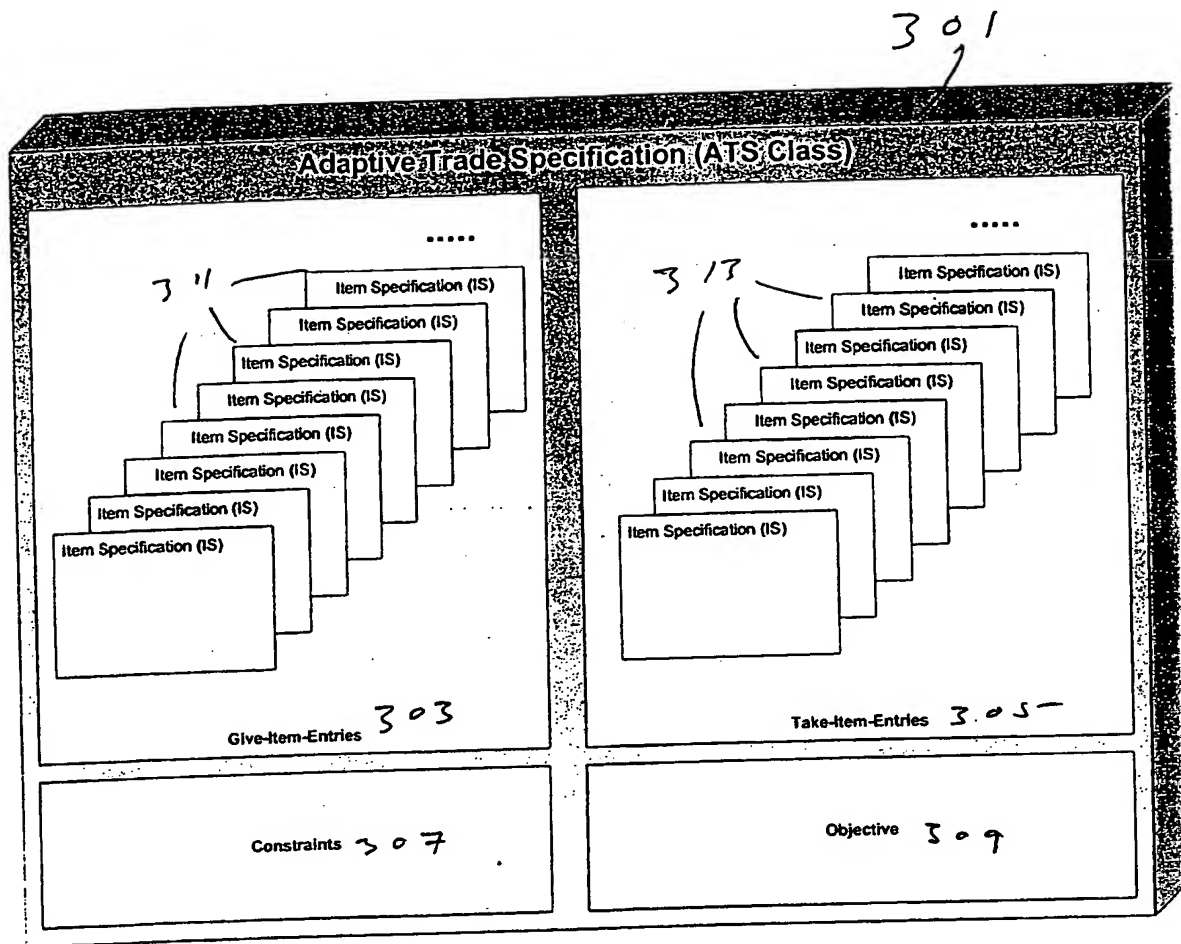 301
Adaptive Trade Specification (ATS Class)
.....
311
Item Specification (IS)
Item Specification (IS)
Item Specification (IS)
Item Specification (IS)
Item Specification (IS)
Item Specification (IS)
Item Specification (IS)
Item Specification (IS)
Give-Item-Entries 303
.....
313
Item Specification (IS)
Item Specification (IS)
Item Specification (IS)
Item Specification (IS)
Item Specification (IS)
Item Specification (IS)
Item Specification (IS)
Item Specification (IS)
Take-Item-Entries 305
Constraints 307
Objective 309